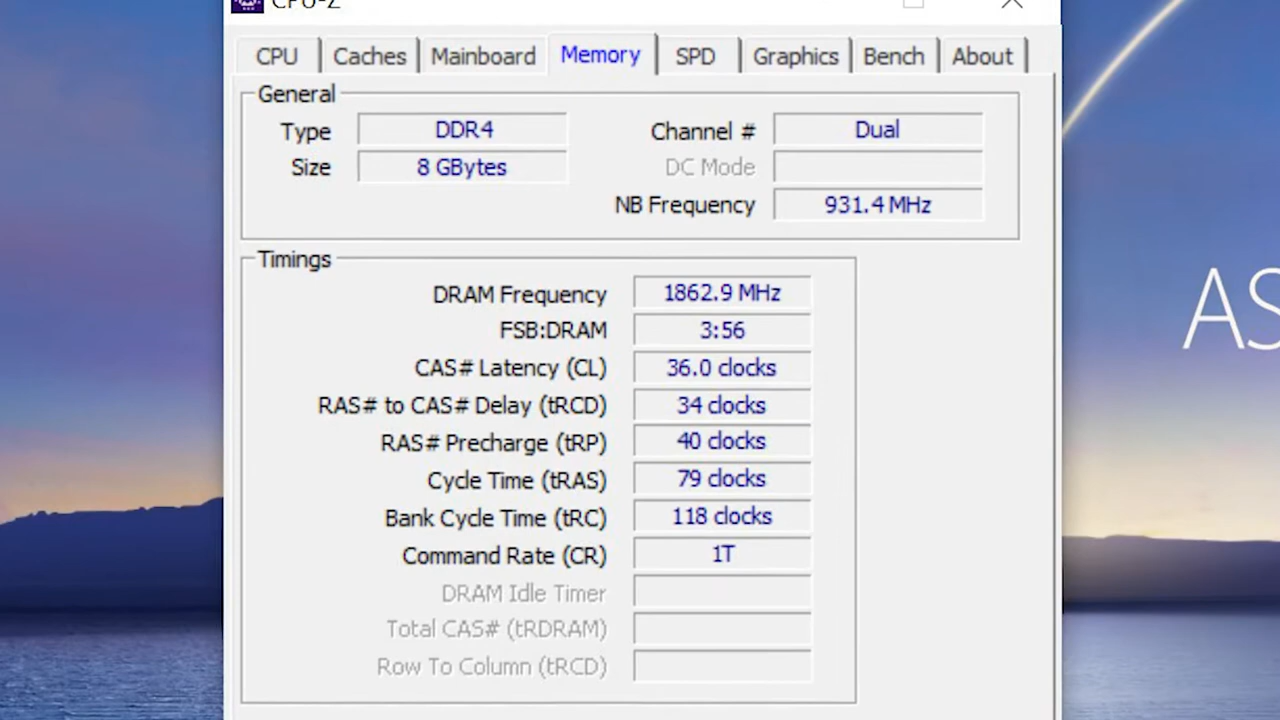 CPU-Z
CPU Caches Mainboard Memory SPD Graphics Bench About
General
Type DDR4 Channel # Dual
Size 8 GBytes DC Mode
NB Frequency 931.4 MHz
Timings
DRAM Frequency 1862.9 MHz
FSB:DRAM 3:56
CAS# Latency (CL) 36.0 clocks
RAS# to CAS# Delay (tRCD) 34 clocks
RAS# Precharge (tRP) 40 clocks
Cycle Time (tRAS) 79 clocks
Bank Cycle Time (tRC) 118 clocks
Command Rate (CR) 1T
DRAM Idle Timer
Total CAS# (tRDRAM)
Row To Column (tRCD)
AS